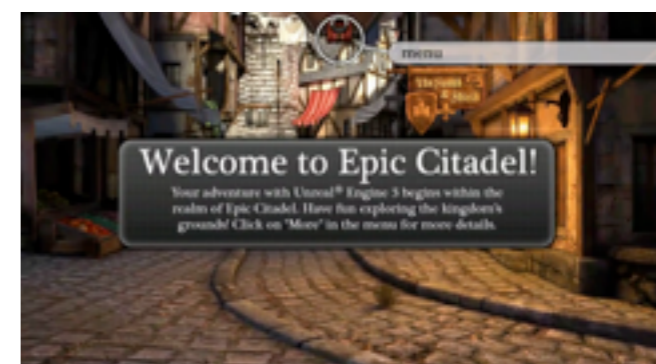 menu
Welcome to Epic Citadel!
Your adventure with Unreal® Engine 3 begins within the
realm of Epic Citadel. Have fun exploring the kingdom's
grounds! Click on "More" in the menu for more details.